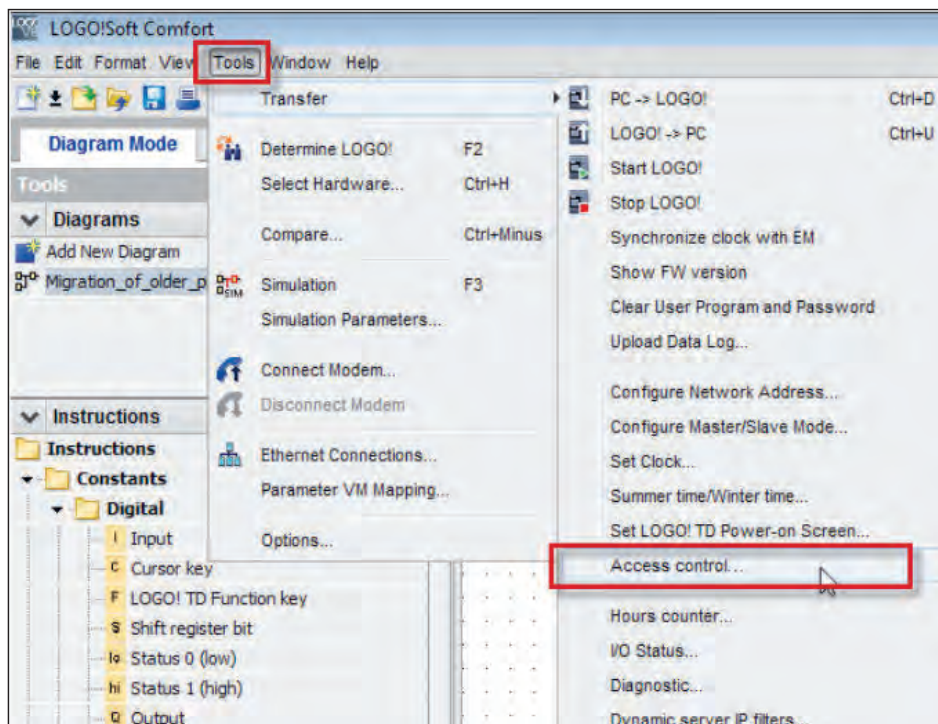 LOGO!Soft Comfort
File Edit Format View Tools Window Help
Diagram Mode
Tools
Diagrams
Add New Diagram
Migration_of_older_p
Instructions
Instructions
Constants
Digital
I Input
C Cursor key
F LOGO! TD Function key
S Shift register bit
lo Status 0 (low)
hi Status 1 (high)
Q Output
Transfer
Determine LOGO! F2
Select Hardware... Ctrl+H
Compare... Ctrl+Minus
SIM Simulation F3
Simulation Parameters...
Connect Modem...
Disconnect Modem
Ethernet Connections...
Parameter VM Mapping...
Options...
PC -> LOGO! Ctrl+D
LOGO! -> PC Ctrl+U
Start LOGO!
Stop LOGO!
Synchronize clock with EM
Show FW version
Clear User Program and Password
Upload Data Log...
Configure Network Address...
Configure Master/Slave Mode...
Set Clock...
Summer time/Winter time...
Set LOGO! TD Power-on Screen...
Access control...
Hours counter...
I/O Status...
Diagnostic...
Dynamic server IP filters...